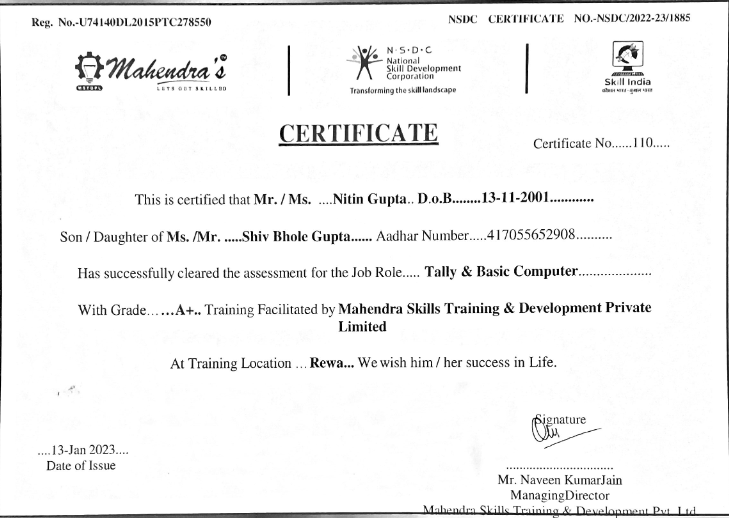 Reg. No.-U74140DL2015PTC278550
NSDC CERTIFICATE NO.-NSDC/2022-23/1885
Mahendra's
MSTDPL
LETS GET SKILLED
N·S·D·C
National
Skill Development
Corporation
Transforming the skill landscape
Skill India
कौशल भारत - कुशल भारत
CERTIFICATE
Certificate No......110.....
This is certified that Mr. / Ms. ....Nitin Gupta.. D.o.B........13-11-2001............
Son / Daughter of Ms. /Mr. .....Shiv Bhole Gupta...... Aadhar Number.....417055652908..........
Has successfully cleared the assessment for the Job Role..... Tally & Basic Computer.....................
With Grade......A+.. Training Facilitated by Mahendra Skills Training & Development Private
Limited
At Training Location ... Rewa... We wish him / her success in Life.
Signature
....13-Jan 2023....
Date of Issue
................................
Mr. Naveen KumarJain
ManagingDirector
Mahendra Skills Training & Development Pvt. Ltd